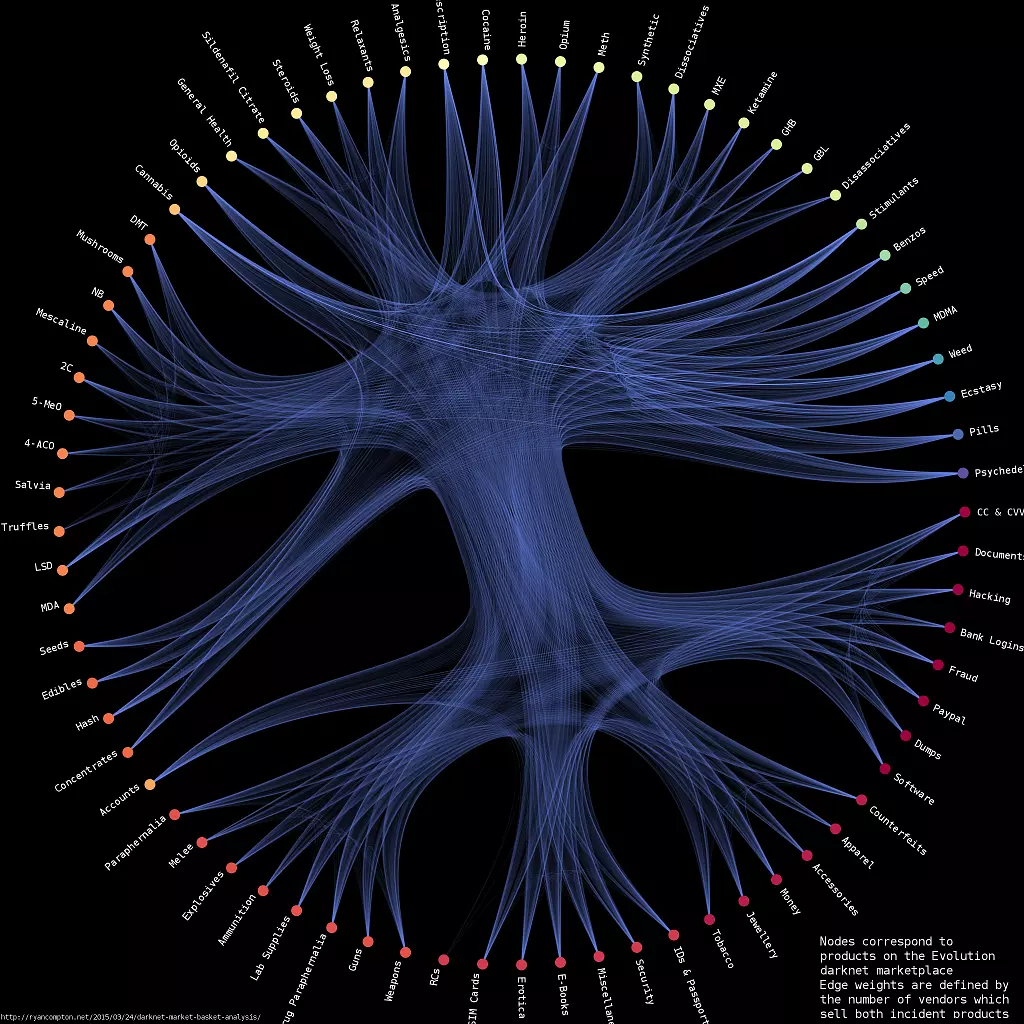 scription
Cocaine
Heroin
Opium
Meth
Synthetic
Dissociatives
MXE
Ketamine
GHB
GBL
Disassociatives
Stimulants
Benzos
Speed
MDMA
Weed
Ecstasy
Pills
Psychede
CC & CVV
Documents
Hacking
Bank Logins
Fraud
Paypal
Dumps
Software
Counterfeits
Apparel
Accessories
Money
Jewellery
Tobacco
IDs & Passport
Security
Miscellane
E-Books
Erotica
SIM Cards
RCs
Weapons
Guns
rug Paraphernalia
Lab Supplies
Ammunition
Explosives
Melee
Paraphernalia
Accounts
Concentrates
Hash
Edibles
Seeds
MDA
LSD
Truffles
Salvia
4-ACO
5-MeO
2C
Mescaline
NB
Mushrooms
DMT
Cannabis
Opioids
General Health
Sildenafil Citrate
Steroids
Weight Loss
Relaxants
Analgesics
Nodes correspond to
products on the Evolution
darknet marketplace
Edge weights are defined by
the number of vendors which
sell both incident products
http://ryancompton.net/2015/03/24/darknet-market-basket-analysis/